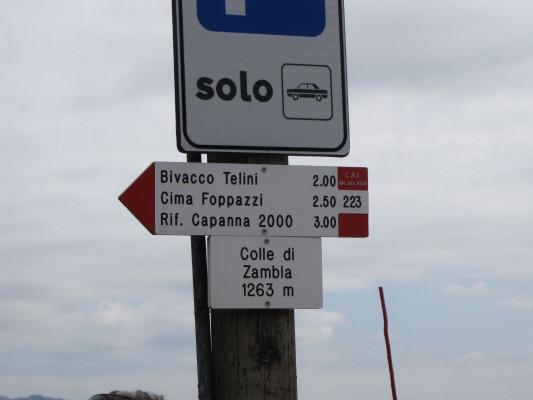 solo
Bivacco Telini 2.00
Cima Foppazzi 2.50
Rif. Capanna 2000 3.00
CAI
223
Colle di
Zambla
1263 m